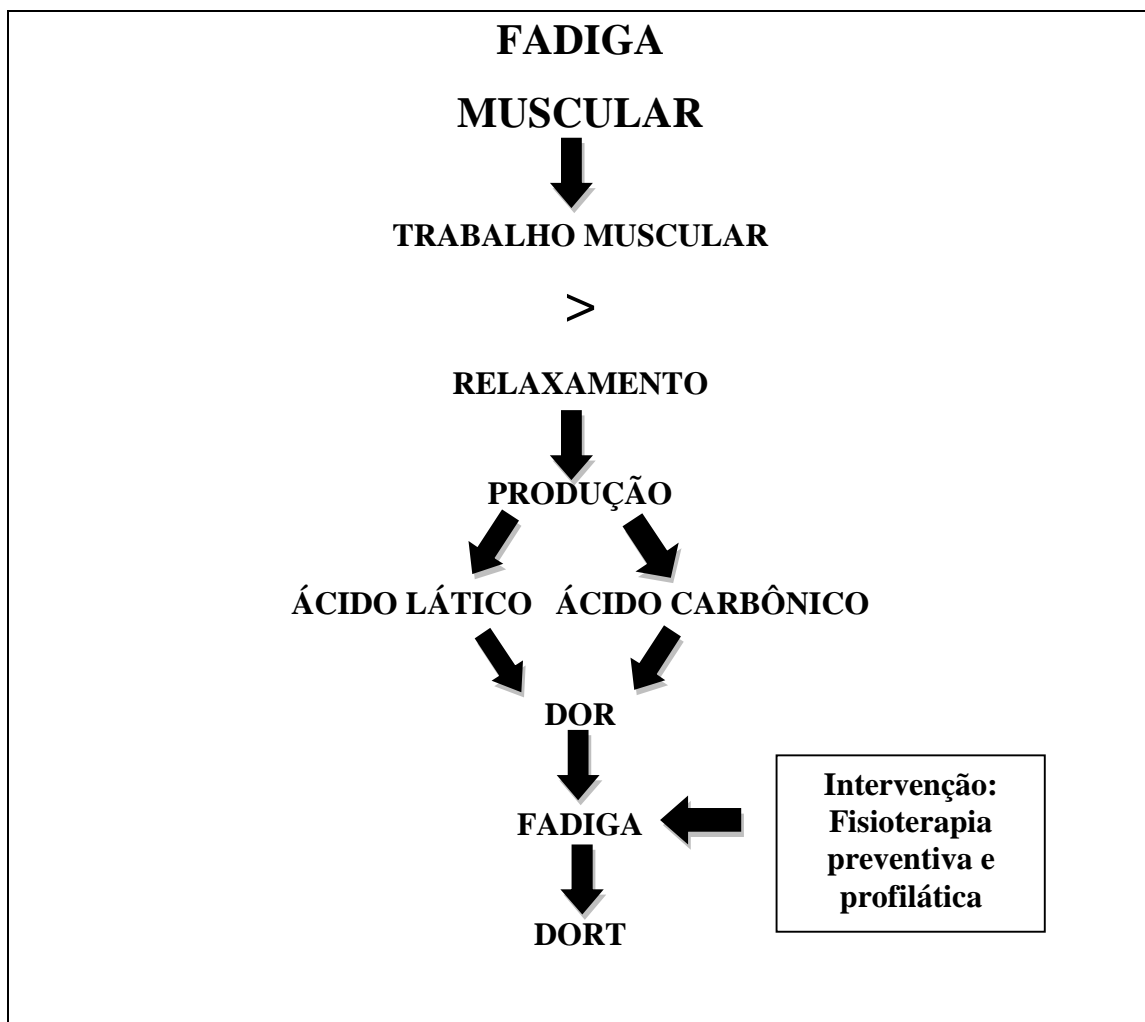 FADIGA
MUSCULAR
TRABALHO MUSCULAR
>
RELAXAMENTO
PRODUÇÃO
ÁCIDO LÁTICO ÁCIDO CARBÔNICO
DOR
FADIGA
DORT
Intervenção:
Fisioterapia
preventiva e
profilática